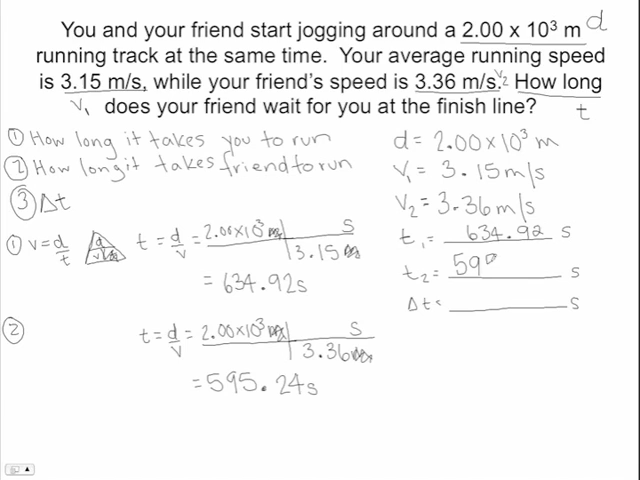 You and your friend start jogging around a 2.00 x 10³ m d
running track at the same time. Your average running speed
is 3.15 m/s, while your friend's speed is 3.36 m/s. V₂ How long
V₁ does your friend wait for you at the finish line? t
① How long it takes you to run
② How long it takes friend to run
③ Δt
d = 2.00 x 10³ m
V₁ = 3.15 m/s
V₂ = 3.36 m/s
t₁ = 634.92 s
t₂ = 59 s
Δt = s
① v = d/t d v t t = d/v = 2.00x10³ m | s / 3.15 m
= 634.92s
② t = d/v = 2.00x10³ m | s / 3.36 m
= 595.24s